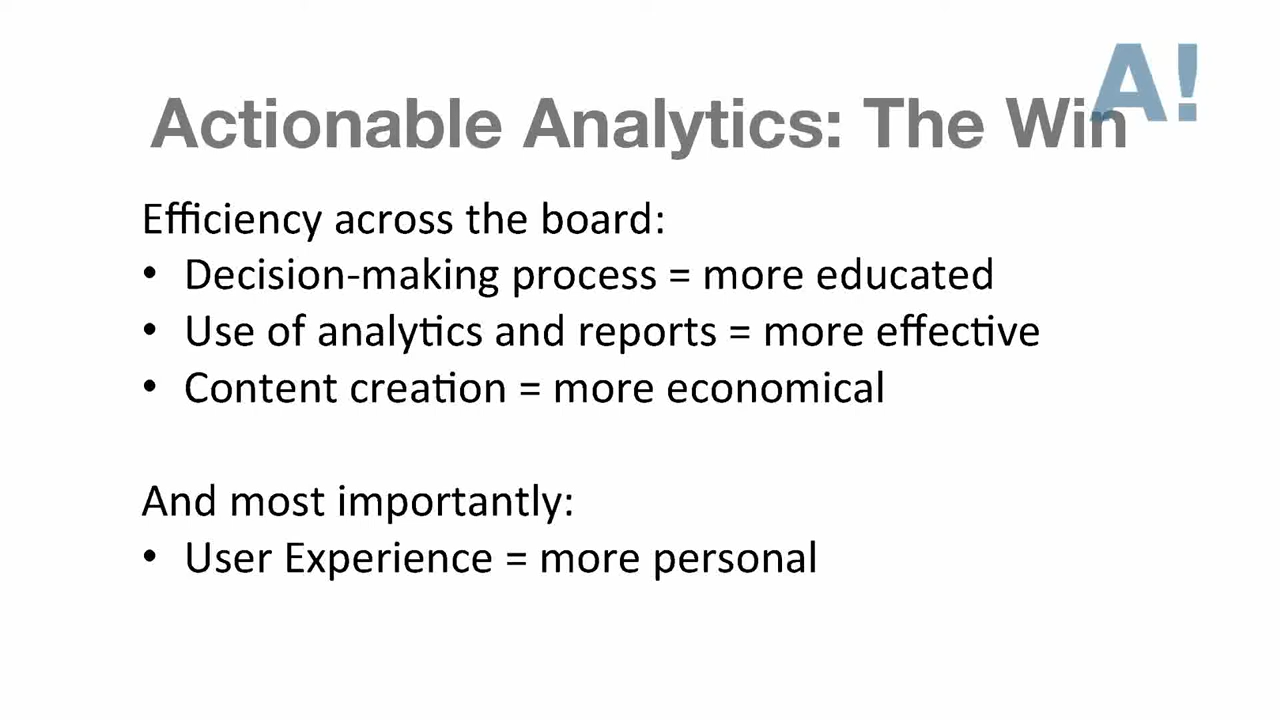 A!
Actionable Analytics: The Win
Efficiency across the board:
• Decision-making process = more educated
• Use of analytics and reports = more effective
• Content creation = more economical
And most importantly:
• User Experience = more personal